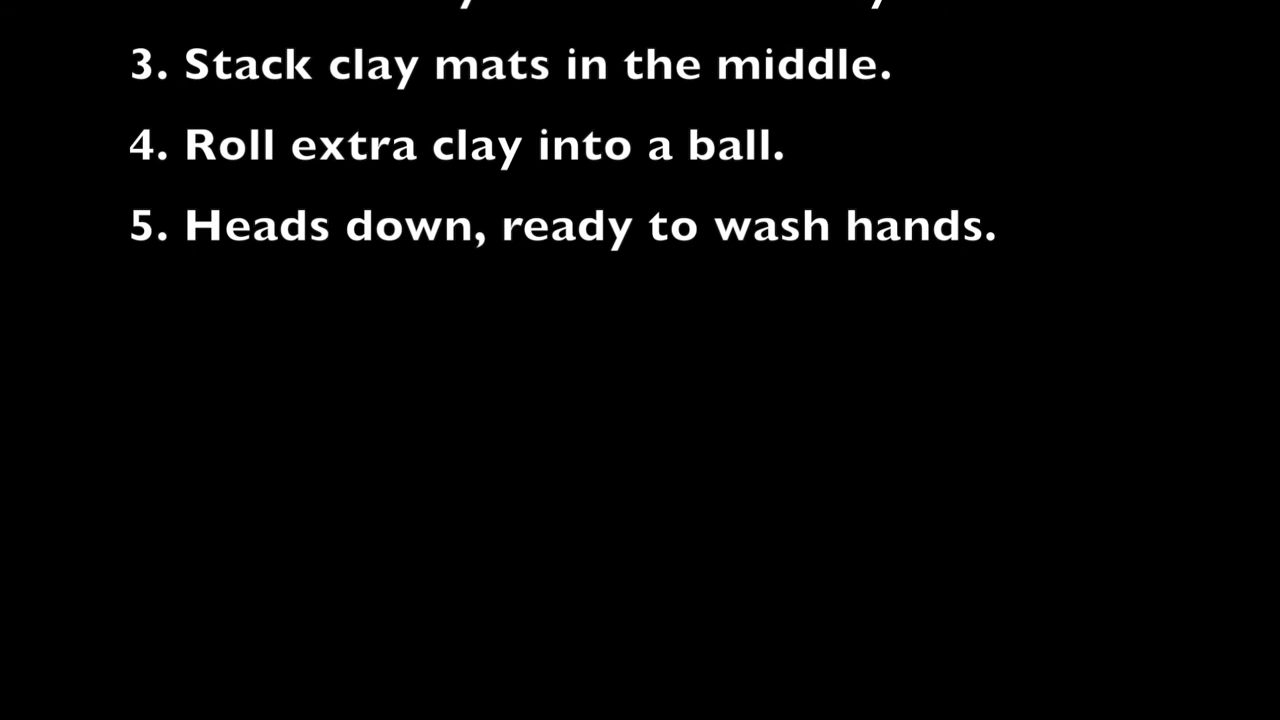 3. Stack clay mats in the middle.
4. Roll extra clay into a ball.
5. Heads down, ready to wash hands.